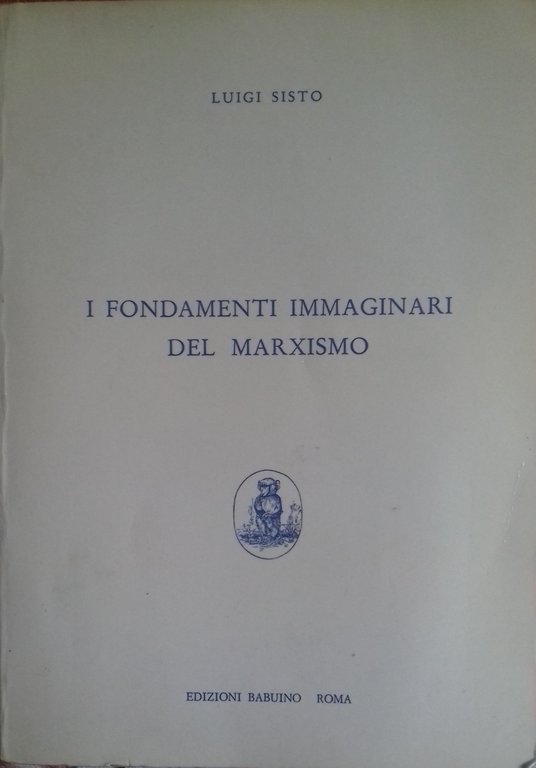 LUIGI SISTO
I FONDAMENTI IMMAGINARI
DEL MARXISMO
EDIZIONI BABUINO ROMA